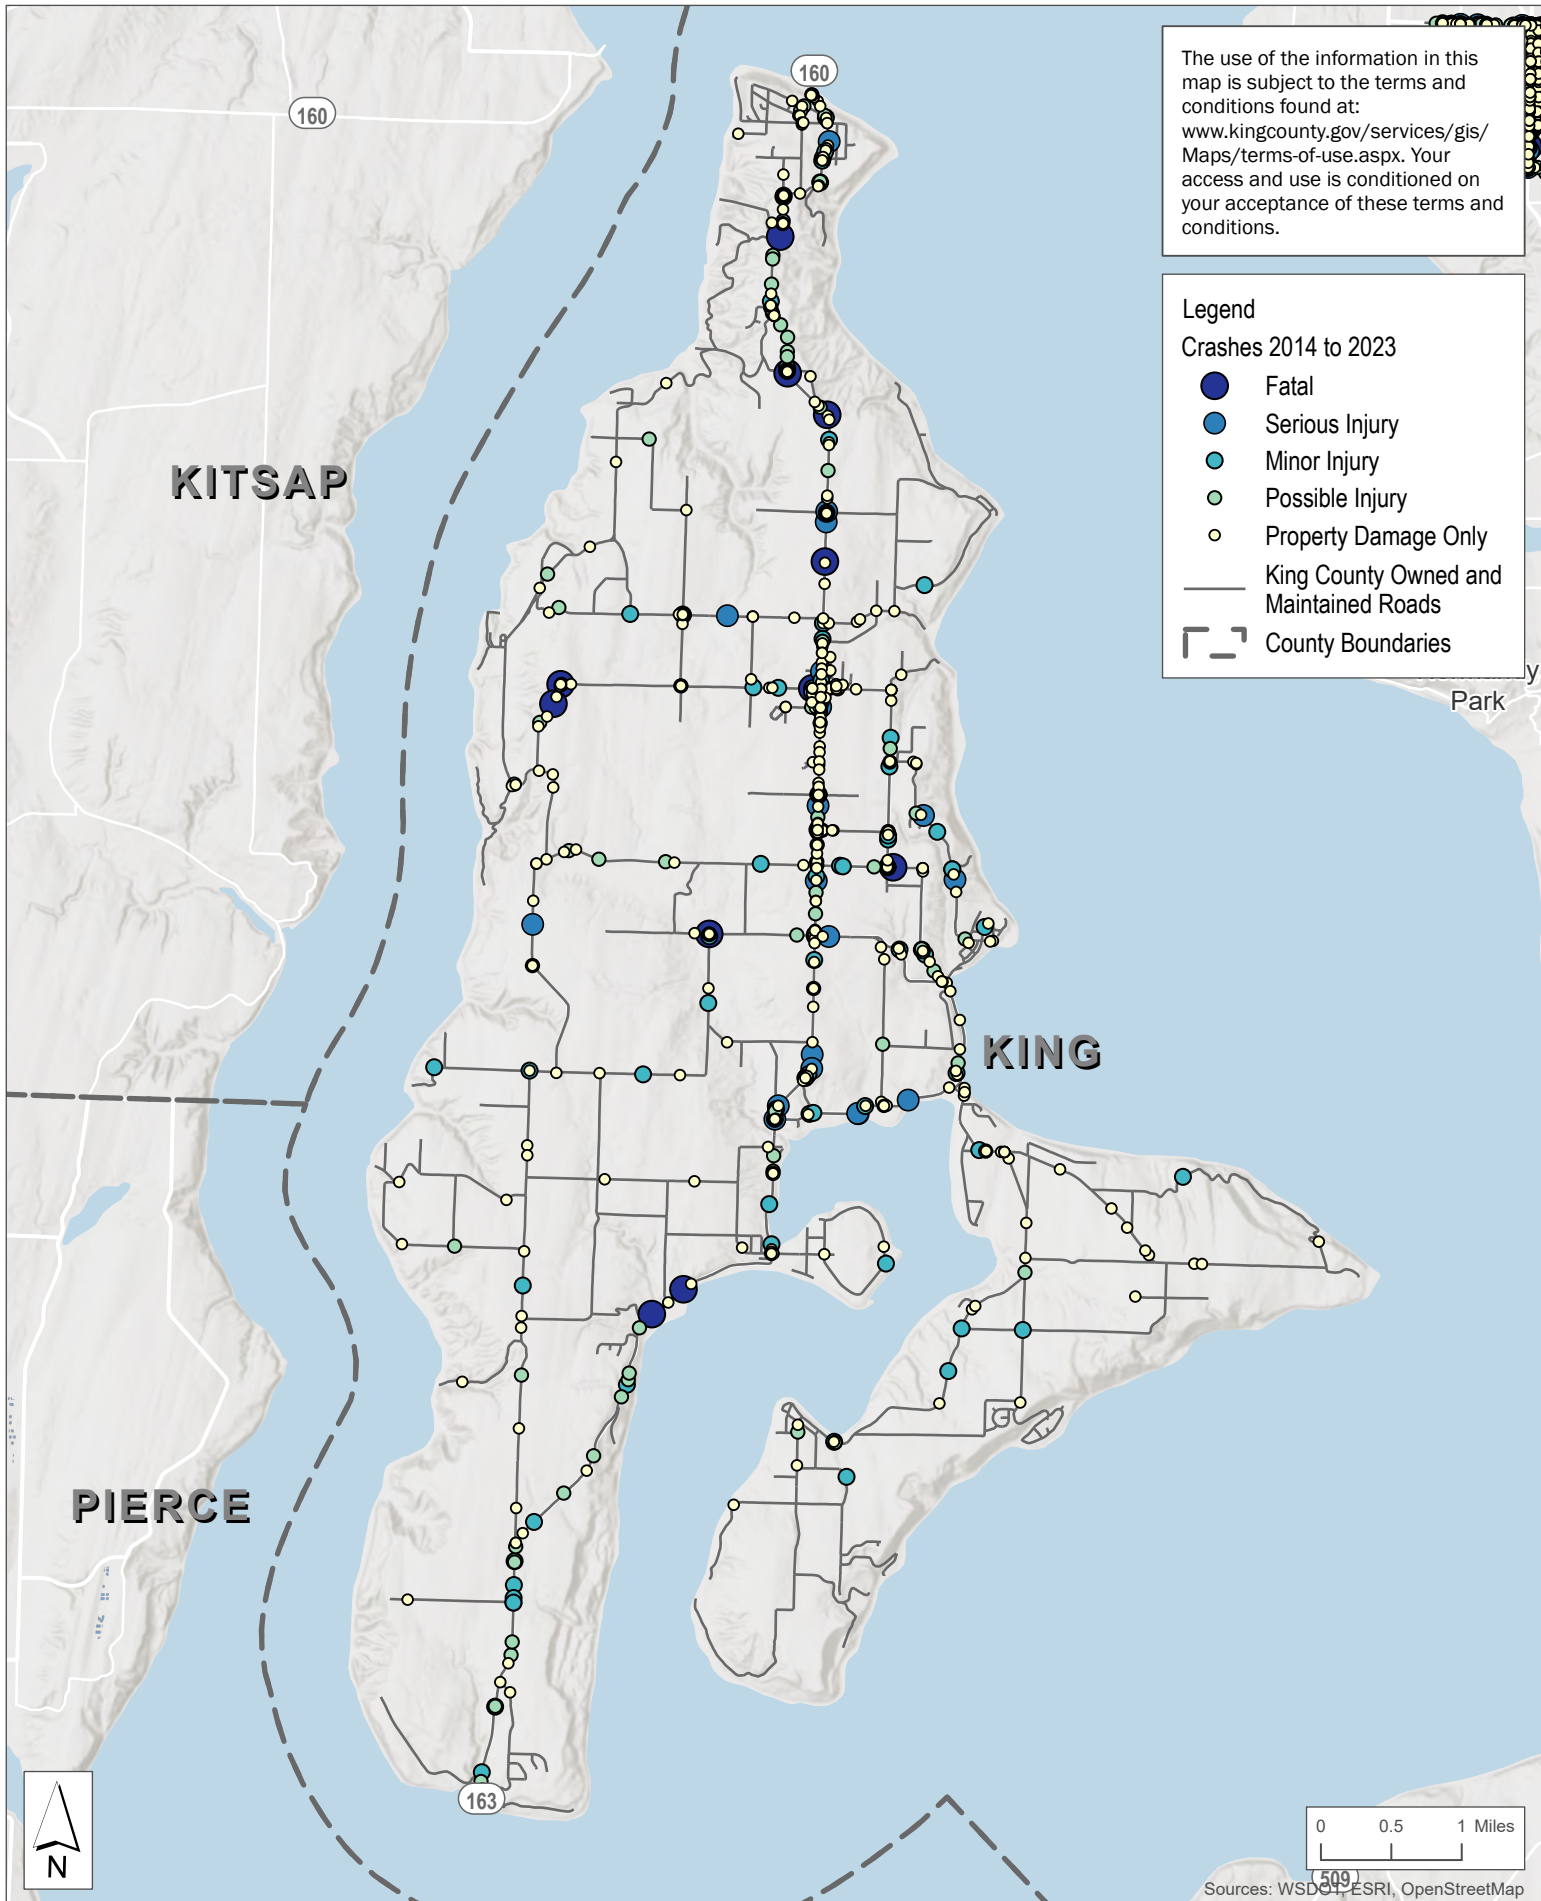 160
160
The use of the information in this
map is subject to the terms and
conditions found at:
www.kingcounty.gov/services/gis/
Maps/terms-of-use.aspx. Your
access and use is conditioned on
your acceptance of these terms and
conditions.
Legend
Crashes 2014 to 2023
Fatal
Serious Injury
Minor Injury
Possible Injury
Property Damage Only
King County Owned and
Maintained Roads
County Boundaries
KITSAP
Park
KING
PIERCE
163
N
0 0.5 1 Miles
509
Sources: WSDOT, ESRI, OpenStreetMap